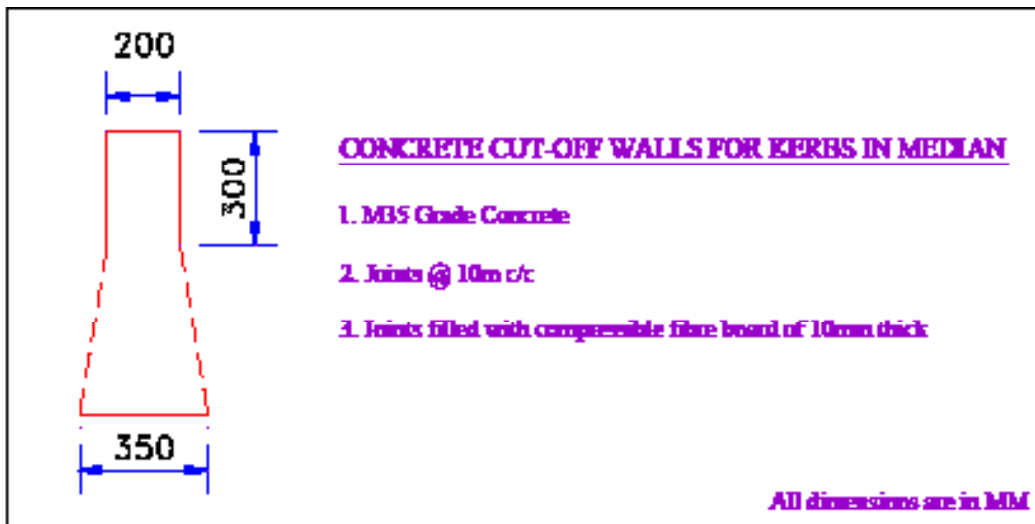 200
CONCRETE CUT-OFF WALLS FOR KERBS IN MEDIAN
300
1. M35 Grade Concrete
2. Joints @ 10m c/c
3. Joints filled with compressible fibre board of 10mm thick
350
All dimensions are in MM